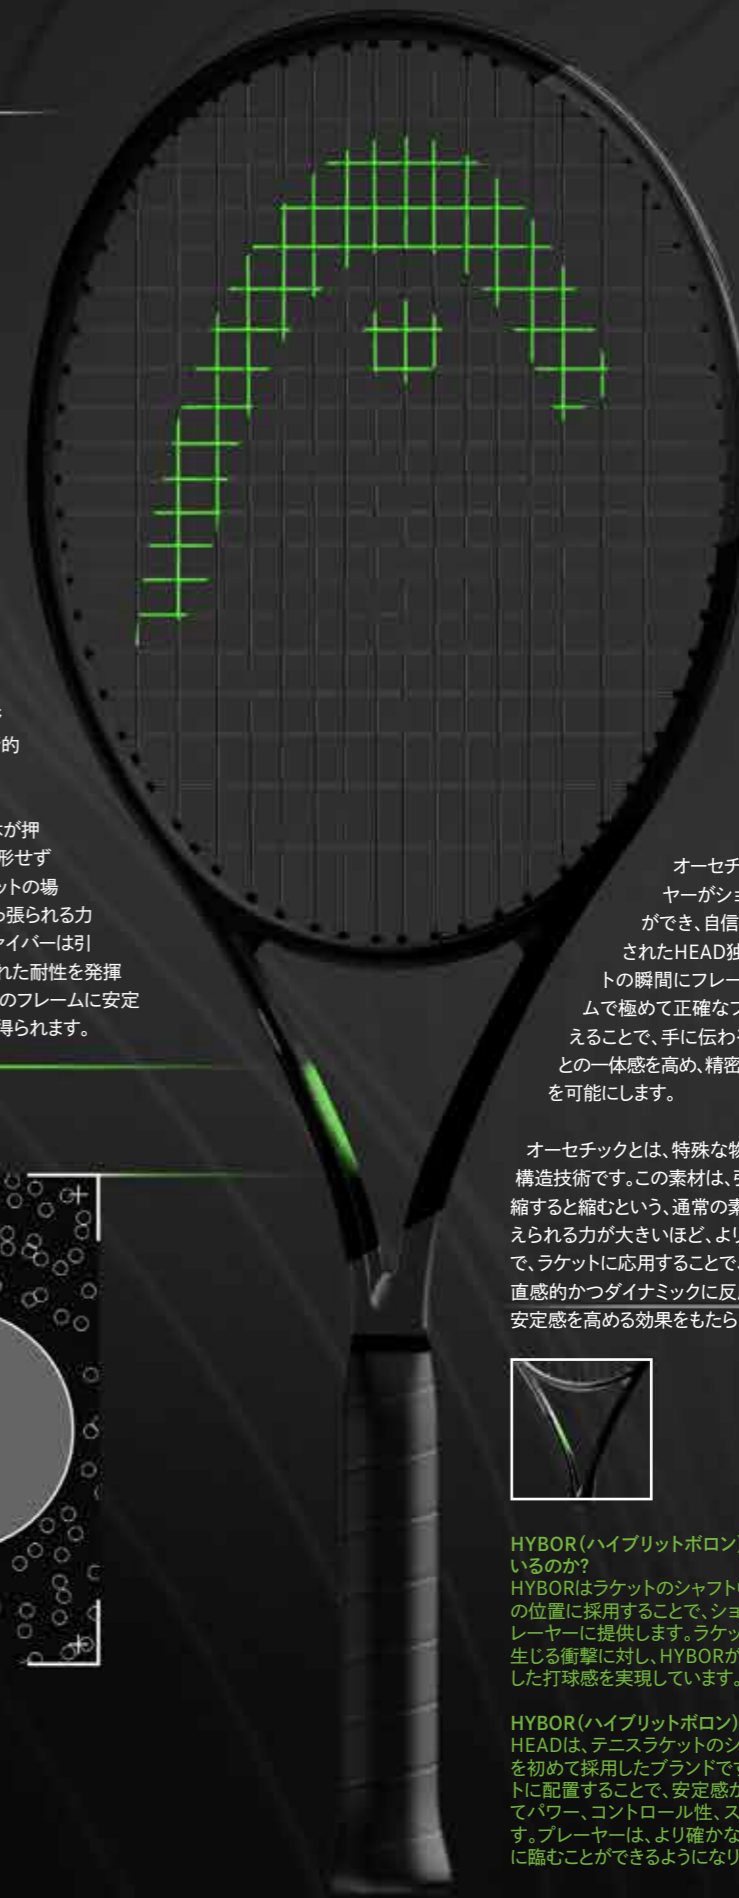 的
が押
形せず
ットの場
っ張られる力
ァイバーは引
れた耐性を発揮
のフレームに安定
得られます。
オーセチ
ヤーがショ
ができ、自信
されたHEAD独
トの瞬間にフレー
ムで極めて正確なフ
えることで、手に伝わ
との一体感を高め、精密
を可能にします。
オーセチックとは、特殊な物
構造技術です。この素材は、引
縮すると縮むという、通常の素
えられる力が大きいほど、より
で、ラケットに応用することで
直感的かつダイナミックに反
安定感を高める効果をもたら
HYBOR（ハイブリットボロン）
いるのか?
HYBORはラケットのシャフト
の位置に採用することで、ショ
レーヤーに提供します。ラケッ
生じる衝撃に対し、HYBORが
した打球感を実現しています。
HYBOR（ハイブリットボロン）
HEADは、テニスラケットのシ
を初めて採用したブランドです
トに配置することで、安定感が
てパワー、コントロール性、ス
す。プレーヤーは、より確かな
に臨むことができるようになり